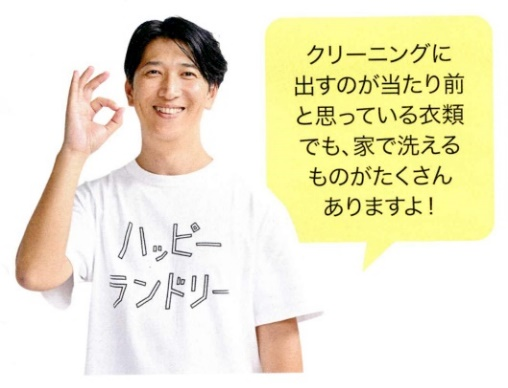 クリーニングに
出すのが当たり前
と思っている衣類
でも、家で洗える
ものがたくさん
ありますよ！
ハッピー
ランドリー